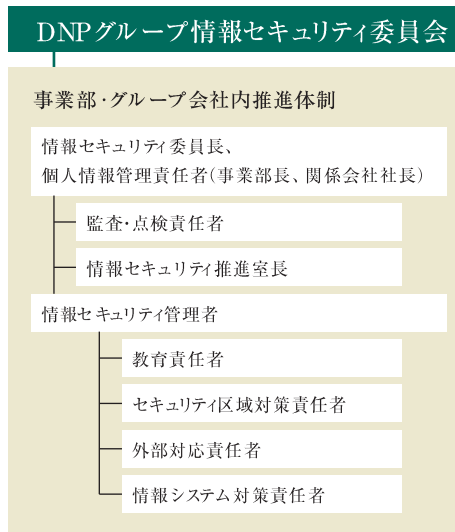 DNPグループ情報セキュリティ委員会
事業部・グループ会社内推進体制
情報セキュリティ委員長、
個人情報管理責任者(事業部長、関係会社社長)
監査・点検責任者
情報セキュリティ推進室長
情報セキュリティ管理者
教育責任者
セキュリティ区域対策責任者
外部対応責任者
情報システム対策責任者